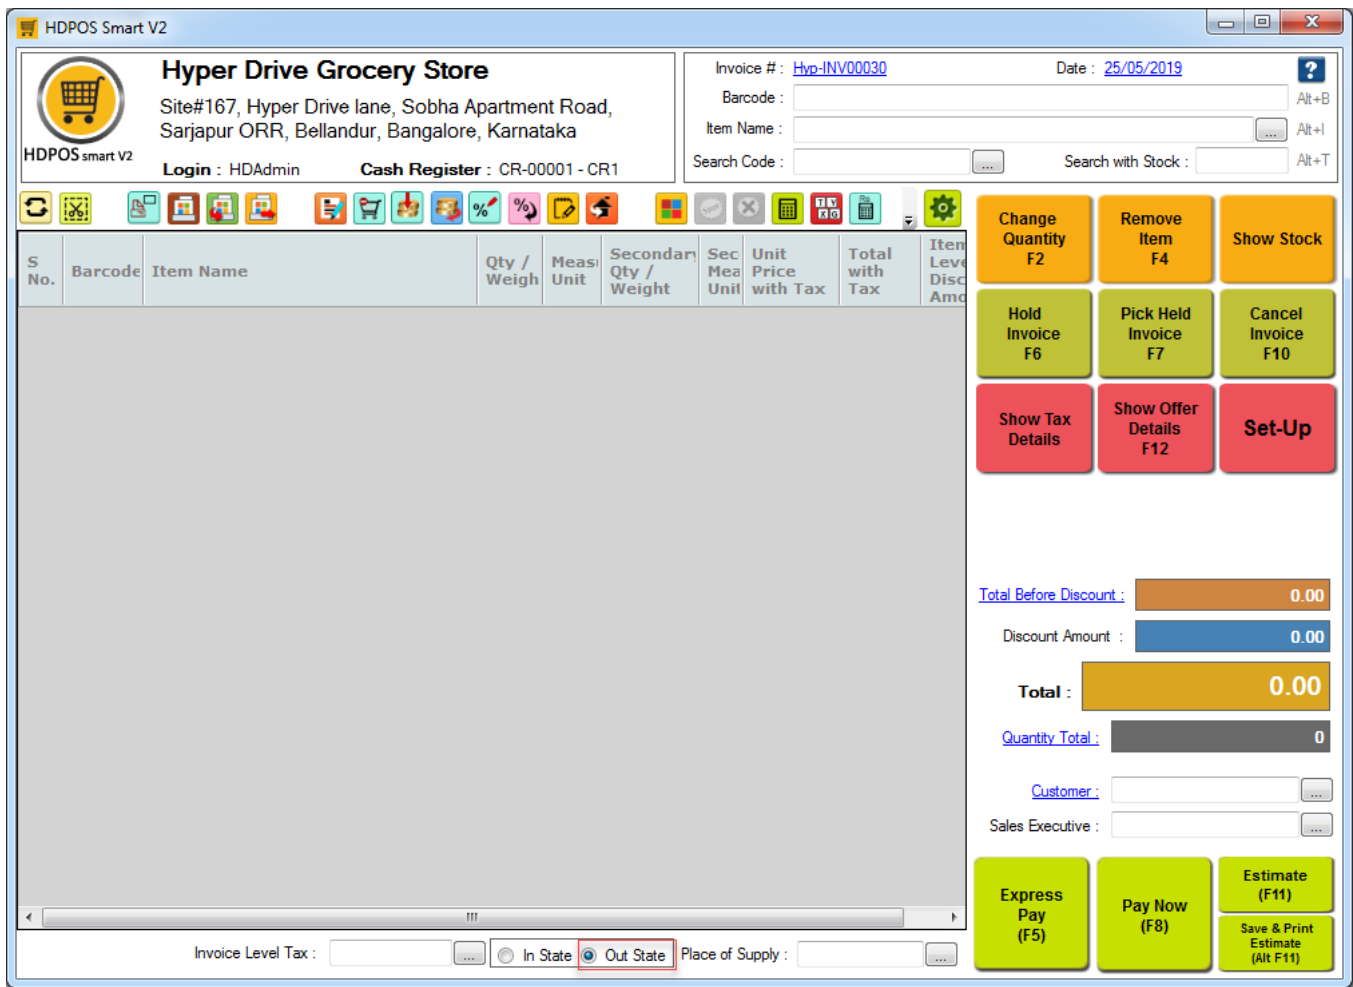 HDPOS Smart V2
Hyper Drive Grocery Store
Site#167, Hyper Drive lane, Sobha Apartment Road,
Sarjapur ORR, Bellandur, Bangalore, Karnataka
HDPOS smart V2
Login : HDAdmin Cash Register : CR-00001 - CR1
Invoice # : Hyp-INV00030 Date : 25/05/2019 ?
Barcode : Alt+B
Item Name : ... Alt+I
Search Code : ... Search with Stock : Alt+T
S No.
Barcode
Item Name
Qty / Weigh
Meas Unit
Secondary Qty / Weight
Sec Mea Unit
Unit Price with Tax
Total with Tax
Item Leve Disc Amo
Change Quantity F2
Remove Item F4
Show Stock
Hold Invoice F6
Pick Held Invoice F7
Cancel Invoice F10
Show Tax Details
Show Offer Details F12
Set-Up
Total Before Discount : 0.00
Discount Amount : 0.00
Total : 0.00
Quantity Total : 0
Customer : ...
Sales Executive : ...
Express Pay (F5)
Pay Now (F8)
Estimate (F11)
Save & Print Estimate (Alt F11)
Invoice Level Tax : ... In State Out State Place of Supply : ...